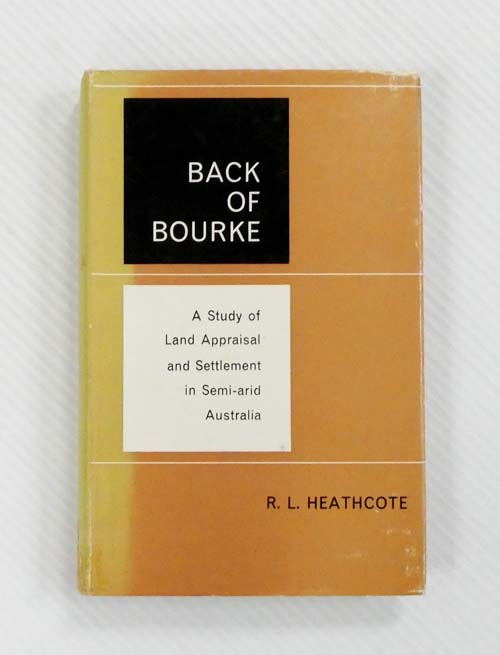 BACK
OF
BOURKE
A Study of
Land Appraisal
and Settlement
in Semi-arid
Australia
R. L. HEATHCOTE